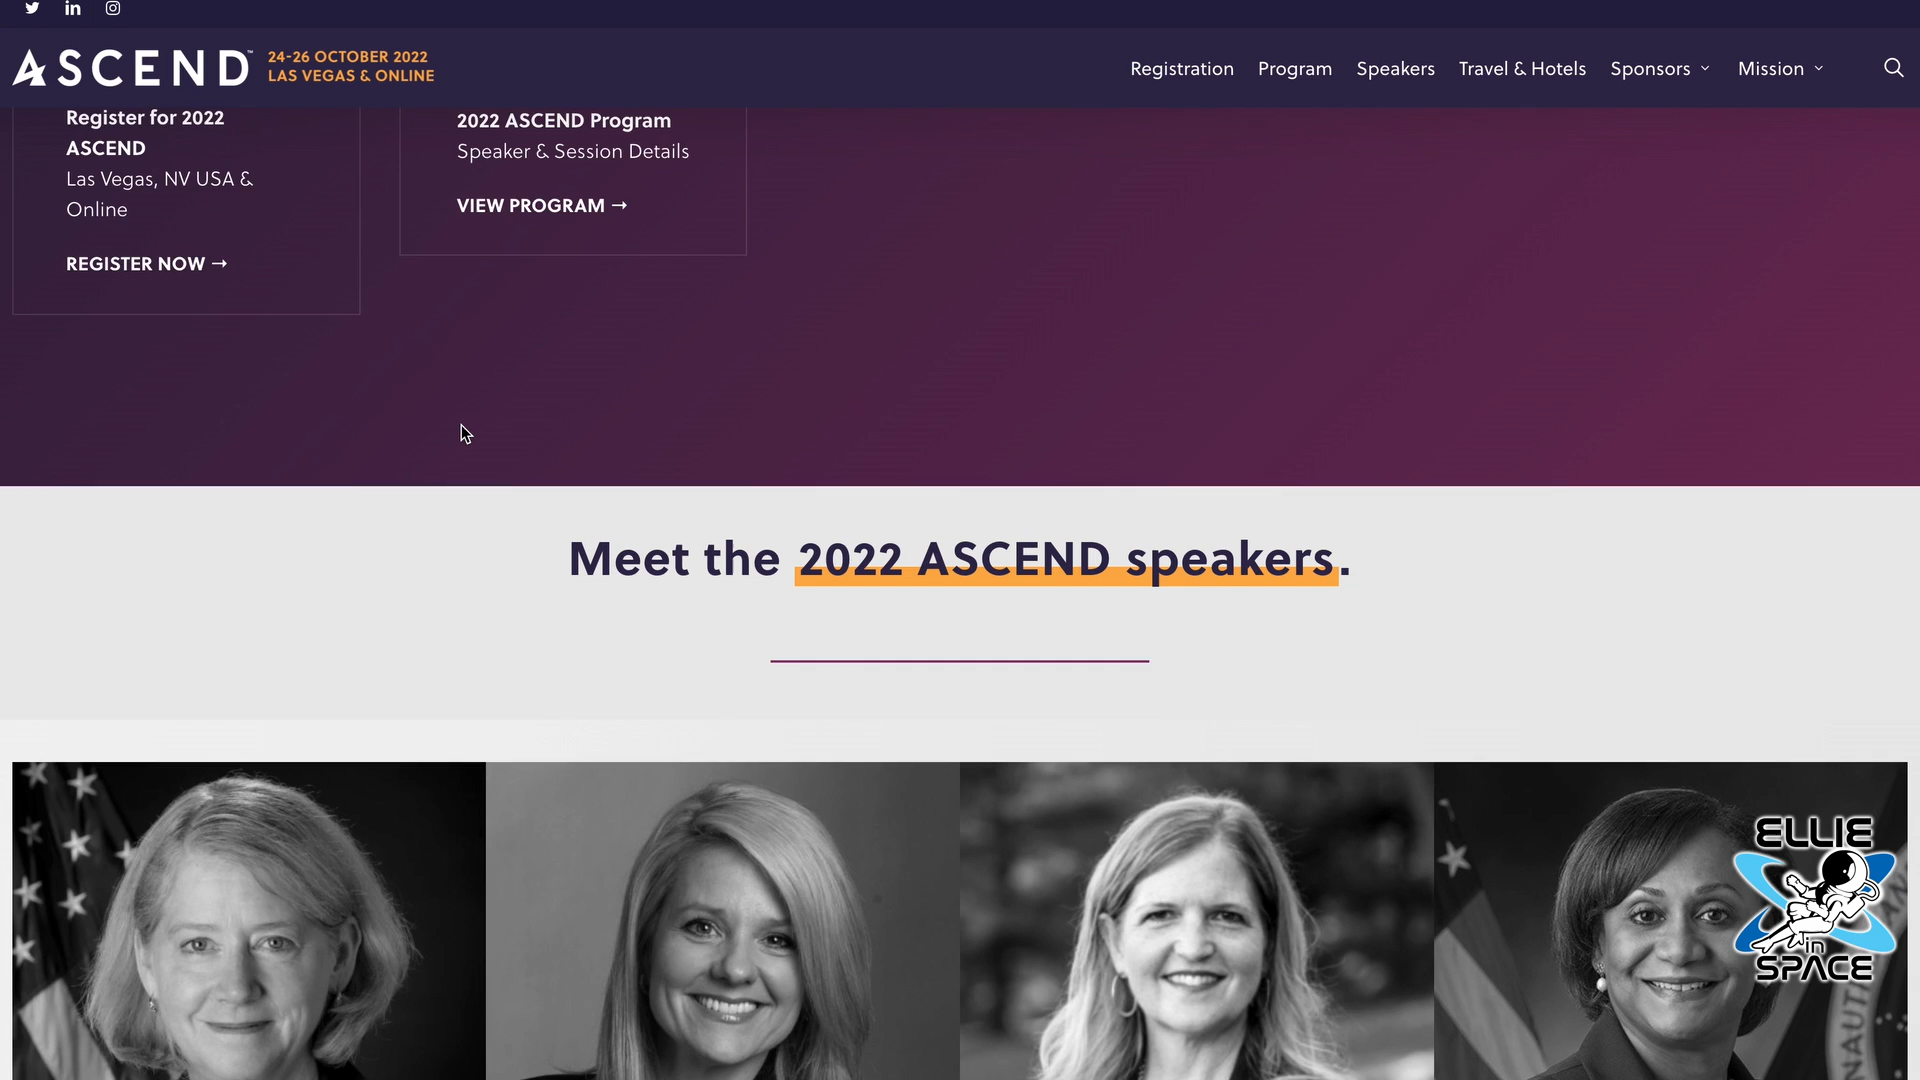 ASCEND™
24-26 OCTOBER 2022
LAS VEGAS & ONLINE
Registration
Program
Speakers
Travel & Hotels
Sponsors
Mission
Register for 2022
ASCEND
Las Vegas, NV USA &
Online
REGISTER NOW →
2022 ASCEND Program
Speaker & Session Details
VIEW PROGRAM →
Meet the 2022 ASCEND speakers.
ELLIE
in
SPACE
NAUT